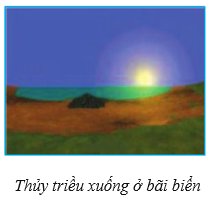 Thủy triều xuống ở bãi biển